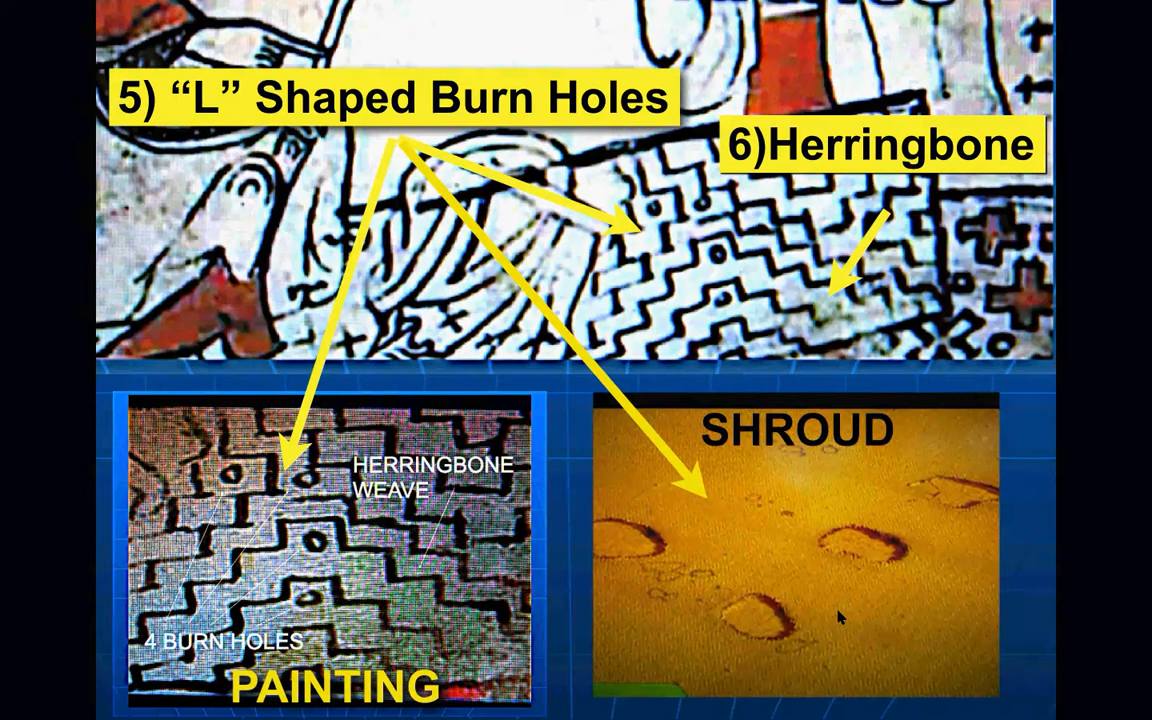 5) “L” Shaped Burn Holes
6)Herringbone
HERRINGBONE
WEAVE
4 BURN HOLES
PAINTING
SHROUD